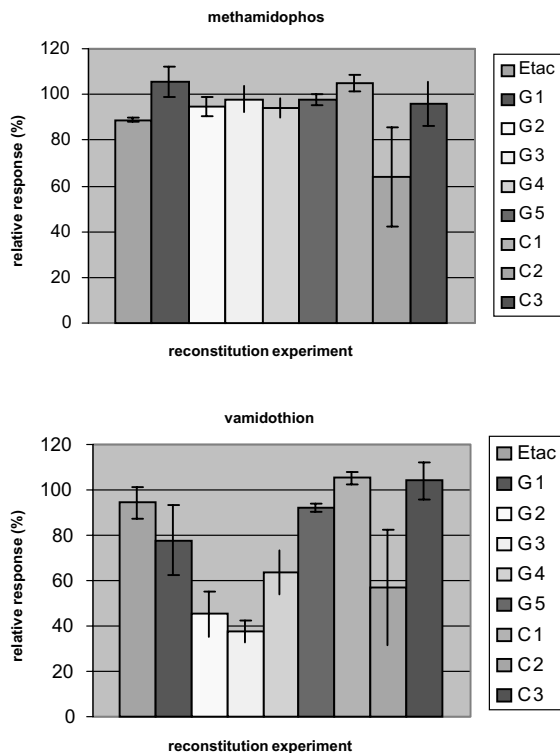 methamidophos
relative response (%)
120
100
80
60
40
20
0
reconstitution experiment
Etac
G1
G2
G3
G4
G5
C1
C2
C3
vamidothion
relative response (%)
120
100
80
60
40
20
0
reconstitution experiment
Etac
G1
G2
G3
G4
G5
C1
C2
C3